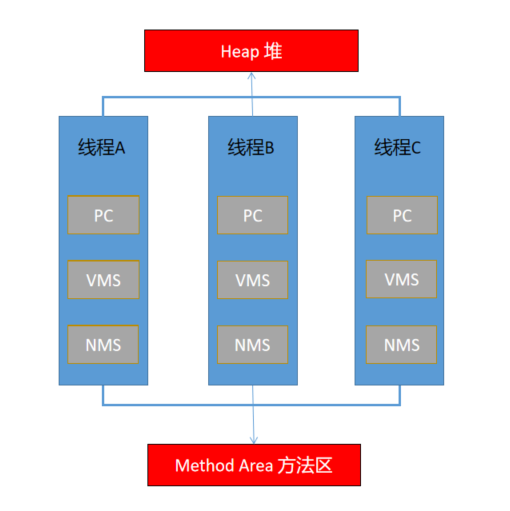 Heap 堆
线程A
线程B
线程C
PC
PC
PC
VMS
VMS
VMS
NMS
NMS
NMS
Method Area 方法区